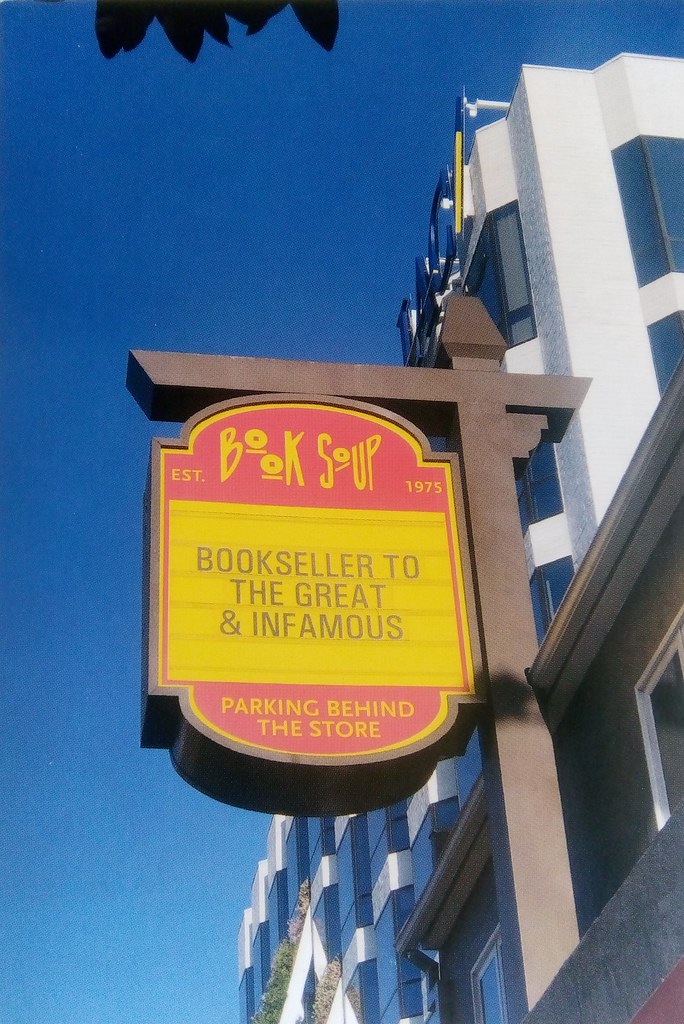 BOOK SOUP
EST. 1975
BOOKSELLER TO
THE GREAT
& INFAMOUS
PARKING BEHIND
THE STORE